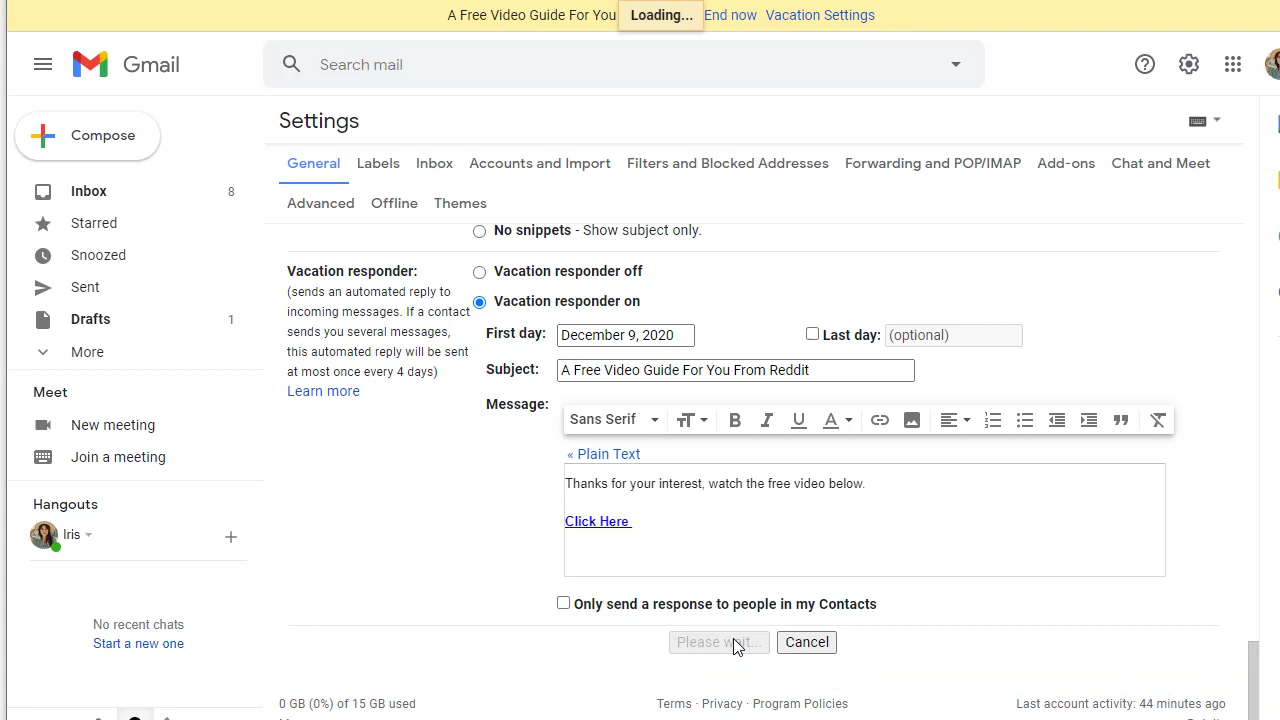 A Free Video Guide For You Loading... End now Vacation Settings
Gmail
Search mail
Compose
Settings
General Labels Inbox Accounts and Import Filters and Blocked Addresses Forwarding and POP/IMAP Add-ons Chat and Meet
Advanced Offline Themes
Inbox 8
Starred
Snoozed
Sent
Drafts 1
More
Meet
New meeting
Join a meeting
Hangouts
Iris
No recent chats
Start a new one
No snippets - Show subject only.
Vacation responder:
(sends an automated reply to
incoming messages. If a contact
sends you several messages,
this automated reply will be sent
at most once every 4 days)
Learn more
Vacation responder off
Vacation responder on
First day: December 9, 2020 Last day: (optional)
Subject: A Free Video Guide For You From Reddit
Message:
Sans Serif
« Plain Text
Thanks for your interest, watch the free video below.
Click Here
Only send a response to people in my Contacts
Please wait... Cancel
0 GB (0%) of 15 GB used
Terms · Privacy · Program Policies
Last account activity: 44 minutes ago